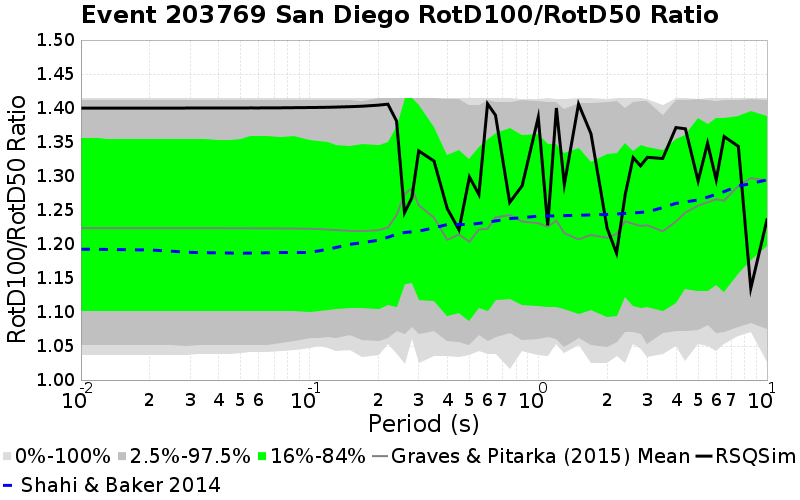 Event 203769 San Diego RotD100/RotD50 Ratio
1.50
1.45
1.40
1.35
1.30
1.25
1.20
1.15
1.10
1.05
1.00
RotD100/RotD50 Ratio
10-2 2 3 4 5 6 10-1 2 3 4 5 6 7 100 2 3 4 5 6 7 101
Period (s)
0%-100% 2.5%-97.5% 16%-84% Graves & Pitarka (2015) Mean RSQSim
Shahi & Baker 2014